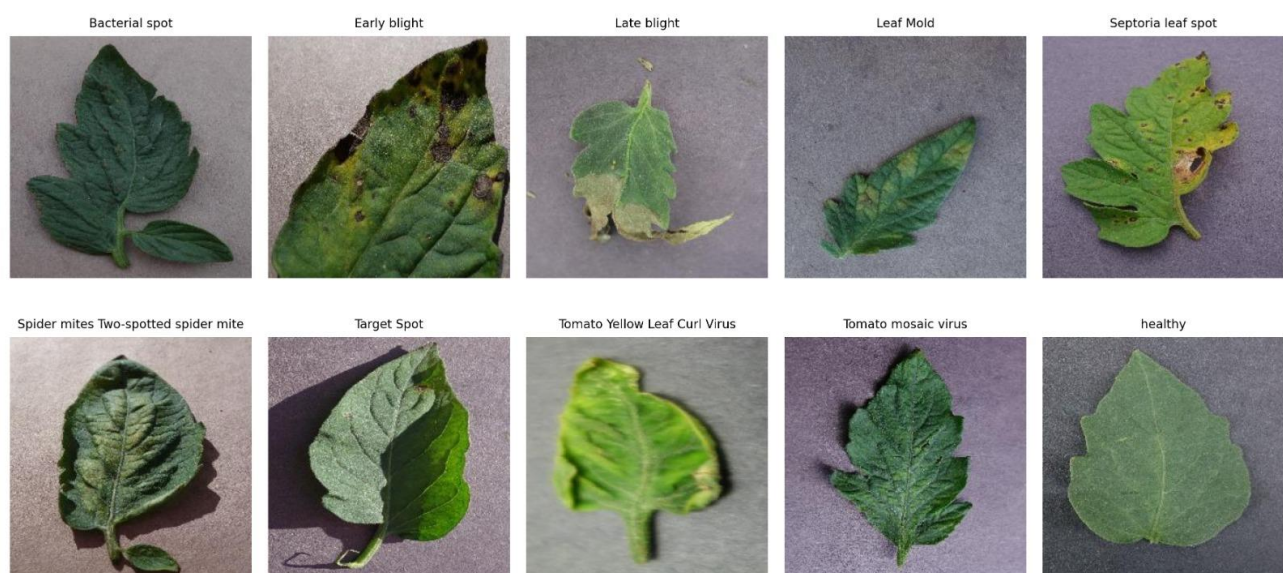 Bacterial spot
Early blight
Late blight
Leaf Mold
Septoria leaf spot
Spider mites Two-spotted spider mite
Target Spot
Tomato Yellow Leaf Curl Virus
Tomato mosaic virus
healthy